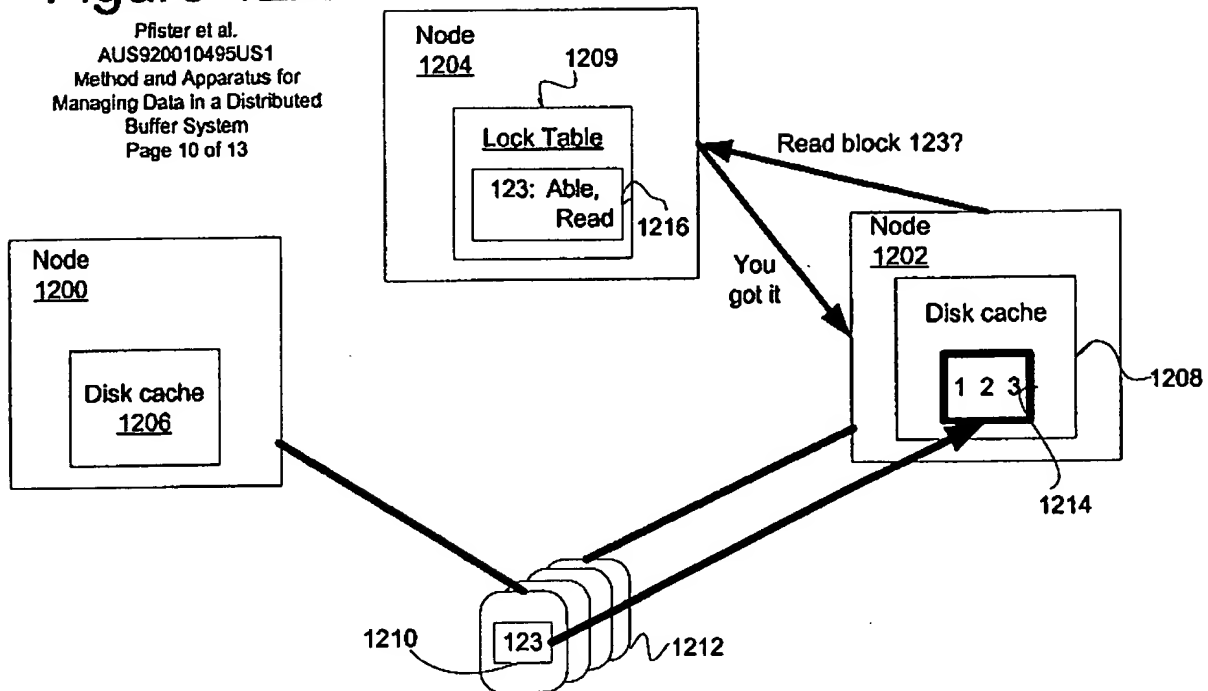 Pfister et al.
AUS920010495US1
Method and Apparatus for
Managing Data in a Distributed
Buffer System
Page 10 of 13
Node
1204
1209
Lock Table
123: Able,
Read
1216
Read block 123?
You
got it
Node
1200
Disk cache
1206
Node
1202
Disk cache
1 2 3
1208
1214
1210
123
1212